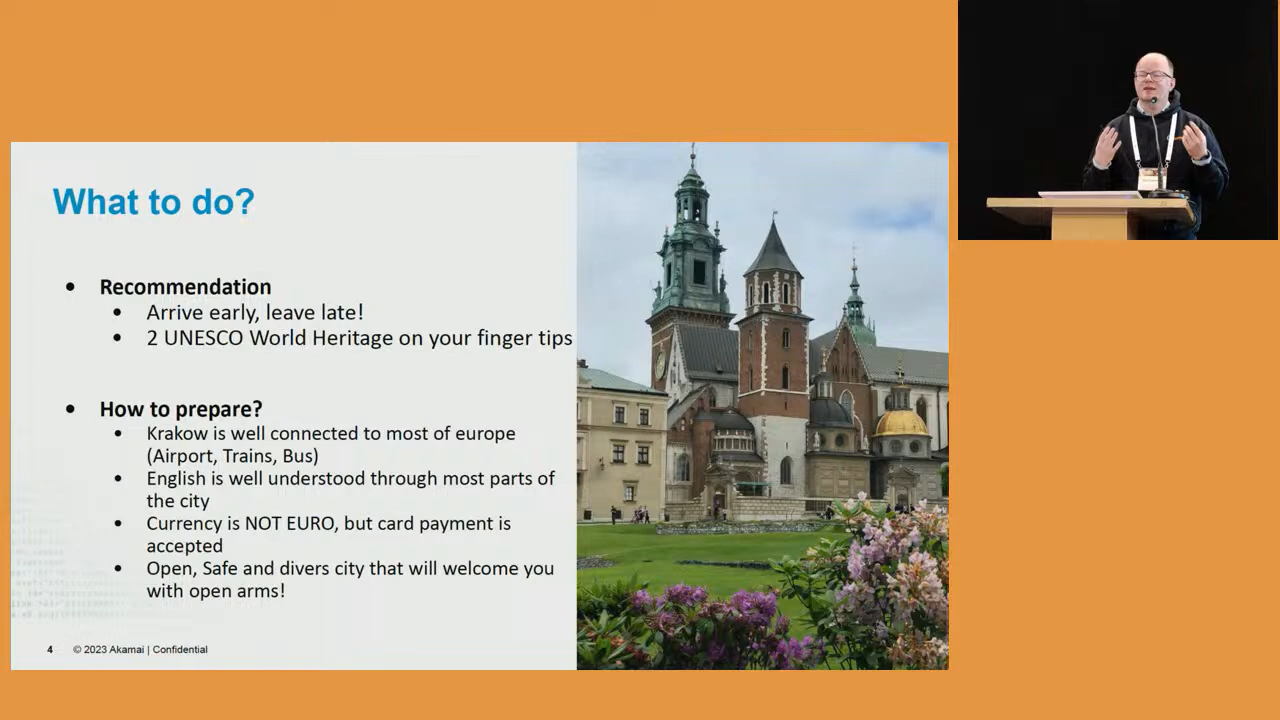 What to do?
• Recommendation
• Arrive early, leave late!
• 2 UNESCO World Heritage on your finger tips
• How to prepare?
• Krakow is well connected to most of europe
(Airport, Trains, Bus)
• English is well understood through most parts of
the city
• Currency is NOT EURO, but card payment is
accepted
• Open, Safe and divers city that will welcome you
with open arms!
4 © 2023 Akamai | Confidential